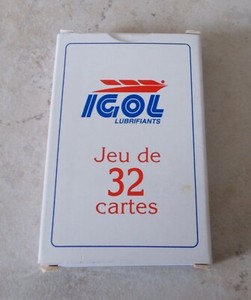 IGOL
LUBRIFIANTS
Jeu de
32
cartes